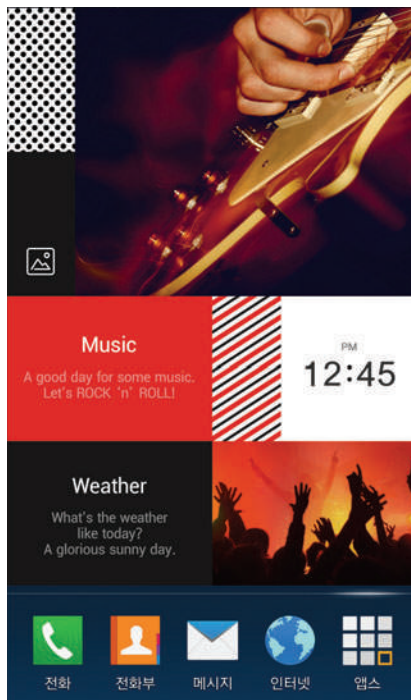 Music
A good day for some music.
Let's ROCK 'n' ROLL!
PM
12:45
Weather
What's the weather
like today?
A glorious sunny day.
전화
전화부
메시지
인터넷
앱스